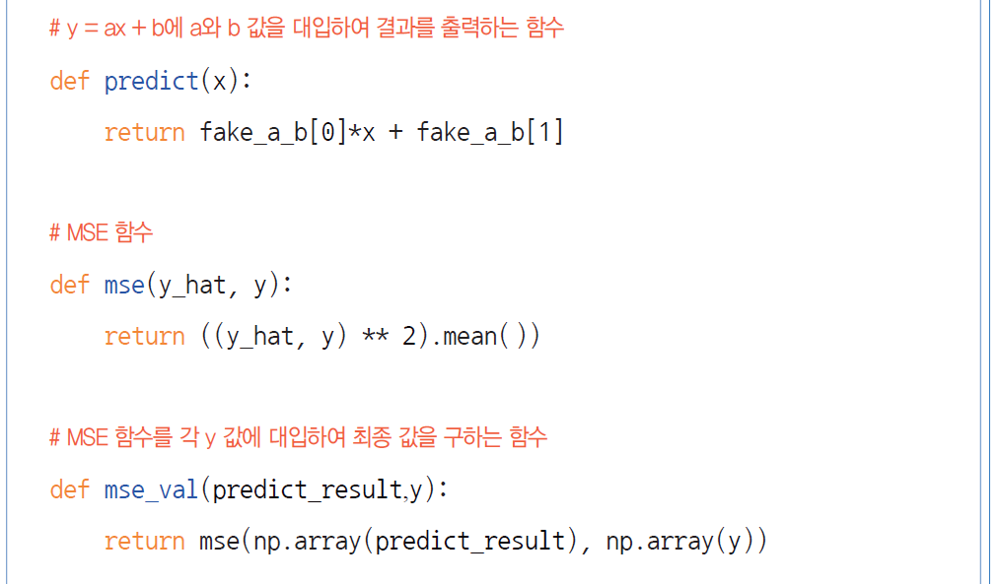 # y = ax + b에 a와 b 값을 대입하여 결과를 출력하는 함수
def predict(x):
    return fake_a_b[0]*x + fake_a_b[1]
# MSE 함수
def mse(y_hat, y):
    return ((y_hat, y) ** 2).mean())
# MSE 함수를 각 y 값에 대입하여 최종 값을 구하는 함수
def mse_val(predict_result,y):
    return mse(np.array(predict_result), np.array(y))